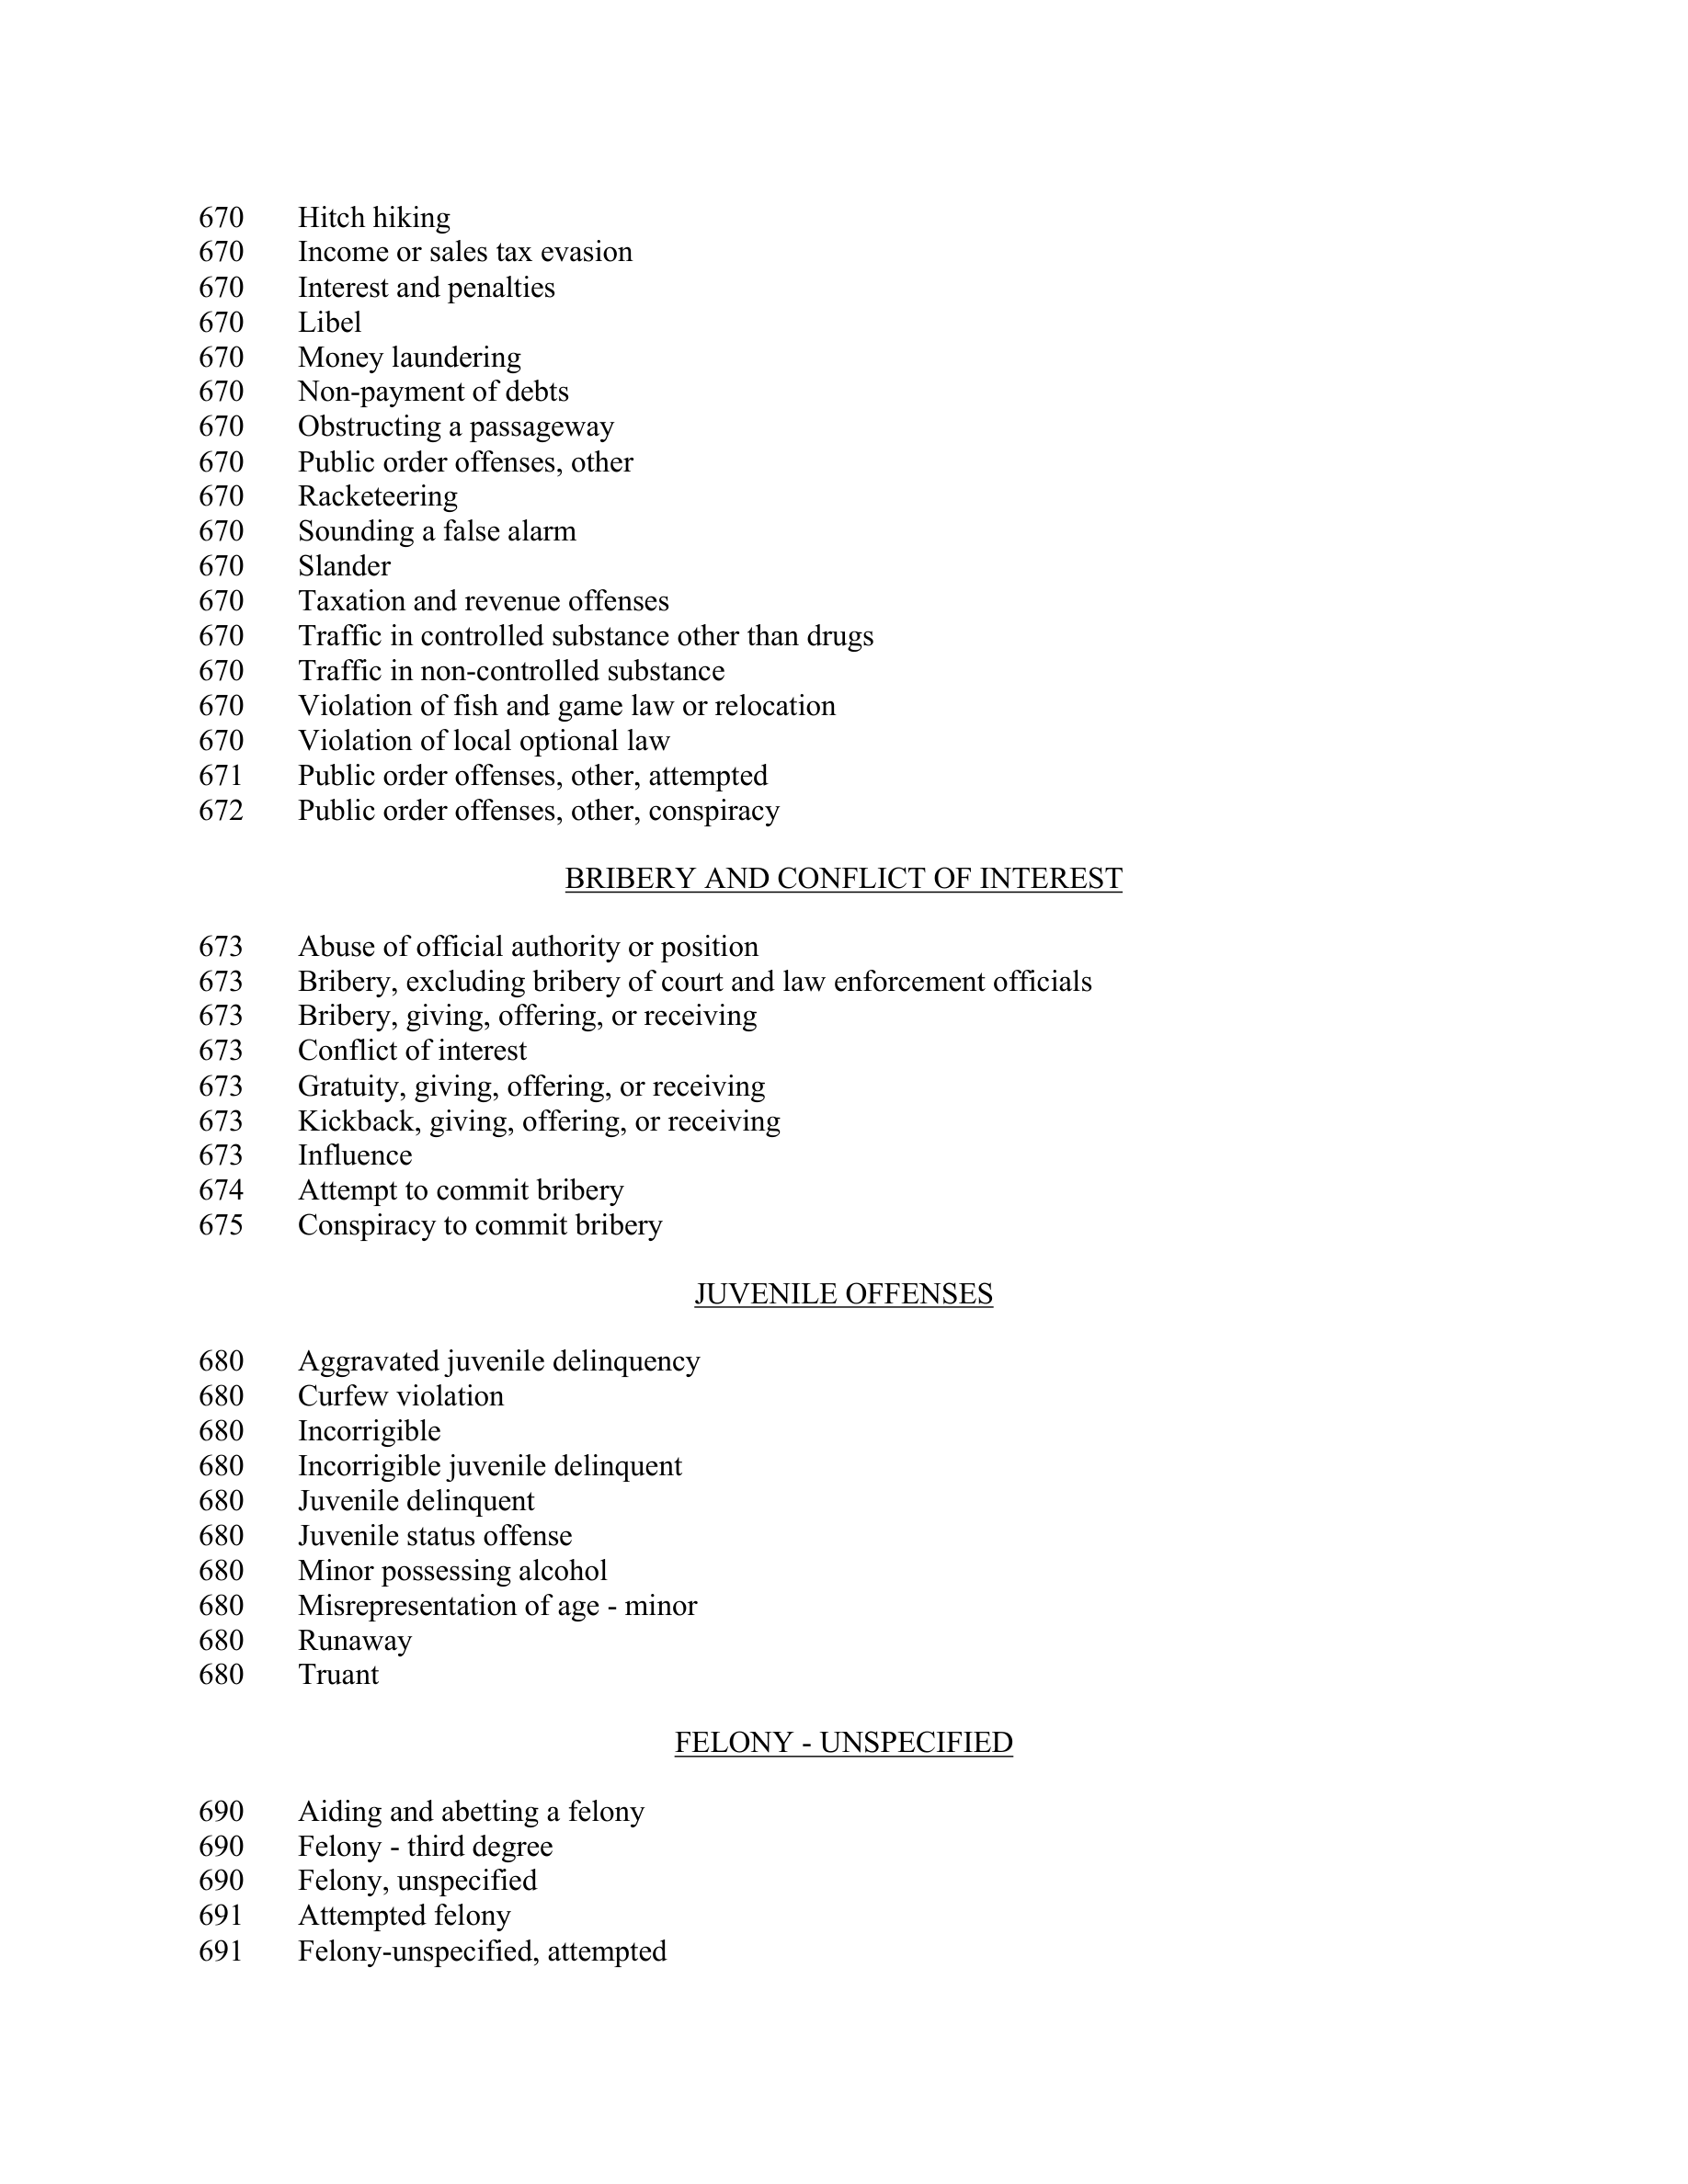 670 Hitch hiking
670 Income or sales tax evasion
670 Interest and penalties
670 Libel
670 Money laundering
670 Non-payment of debts
670 Obstructing a passageway
670 Public order offenses, other
670 Racketeering
670 Sounding a false alarm
670 Slander
670 Taxation and revenue offenses
670 Traffic in controlled substance other than drugs
670 Traffic in non-controlled substance
670 Violation of fish and game law or relocation
670 Violation of local optional law
671 Public order offenses, other, attempted
672 Public order offenses, other, conspiracy
BRIBERY AND CONFLICT OF INTEREST
673 Abuse of official authority or position
673 Bribery, excluding bribery of court and law enforcement officials
673 Bribery, giving, offering, or receiving
673 Conflict of interest
673 Gratuity, giving, offering, or receiving
673 Kickback, giving, offering, or receiving
673 Influence
674 Attempt to commit bribery
675 Conspiracy to commit bribery
JUVENILE OFFENSES
680 Aggravated juvenile delinquency
680 Curfew violation
680 Incorrigible
680 Incorrigible juvenile delinquent
680 Juvenile delinquent
680 Juvenile status offense
680 Minor possessing alcohol
680 Misrepresentation of age - minor
680 Runaway
680 Truant
FELONY - UNSPECIFIED
690 Aiding and abetting a felony
690 Felony - third degree
690 Felony, unspecified
691 Attempted felony
691 Felony-unspecified, attempted